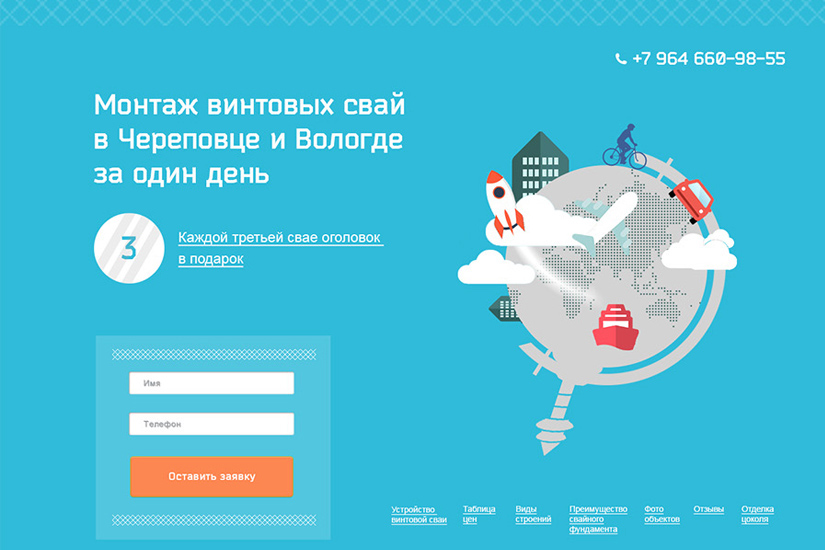 +7 964 660-98-55
Монтаж винтовых свай
в Череповце и Вологде
за один день
3
Каждой третьей свае оголовок
в подарок
Имя
Телефон
Оставить заявку
Устройство
винтовой сваи
Таблица
цен
Виды
строений
Преимущество
свайного
фундамента
Фото
объектов
Отзывы
Отделка
цоколя